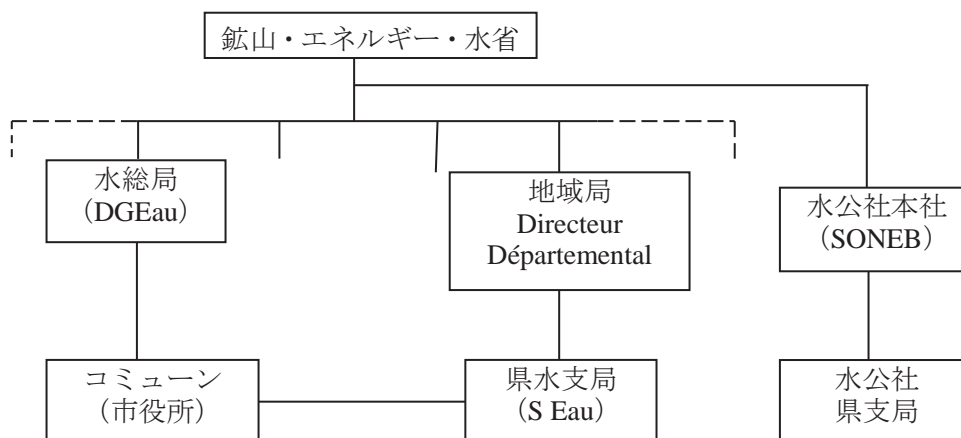 鉱山・エネルギー・水省
水総局
（DGEau）
地域局
Directeur
Départemental
水公社本社
（SONEB）
コミューン
（市役所）
県水支局
（S Eau）
水公社
県支局